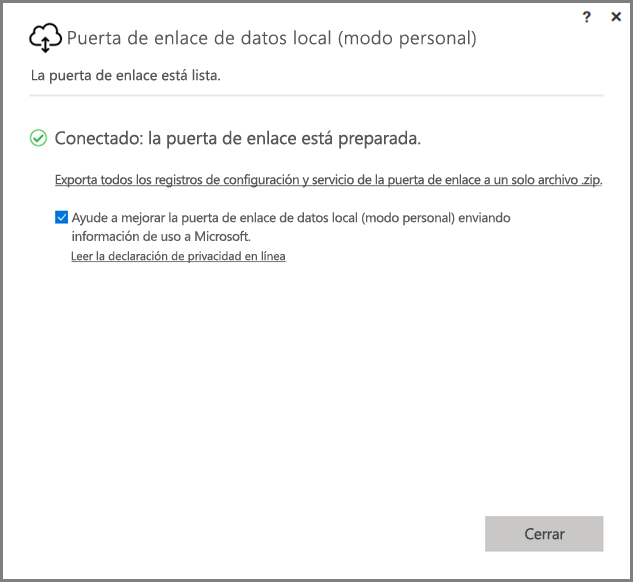 ?
Puerta de enlace de datos local (modo personal)
La puerta de enlace está lista.
Conectado: la puerta de enlace está preparada.
Exporta todos los registros de configuración y servicio de la puerta de enlace a un solo archivo .zip.
Ayude a mejorar la puerta de enlace de datos local (modo personal) enviando
información de uso a Microsoft.
Leer la declaración de privacidad en línea
Cerrar